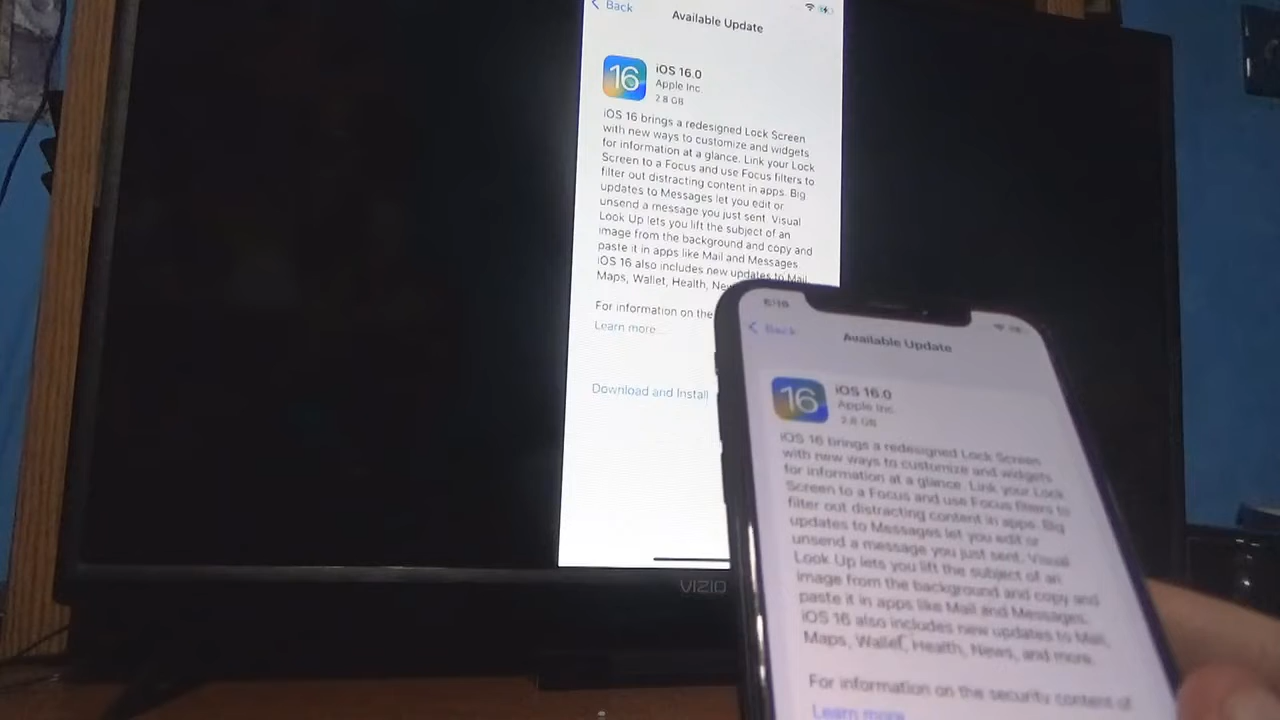 Back
Available Update
16
iOS 16.0
Apple Inc.
2.8 GB
iOS 16 brings a redesigned Lock Screen
with new ways to customize and widgets
for information at a glance. Link your Lock
Screen to a Focus and use Focus filters to
filter out distracting content in apps. Big
updates to Messages let you edit or
unsend a message you just sent. Visual
Look Up lets you lift the subject of an
image from the background and copy and
paste it in apps like Mail and Messages
iOS 16 also includes new updates to Mail,
Maps, Wallet, Health,
For information on the
Learn more...
Download and Install
VIZIO
Back
Available Update
16
iOS 16.0
Apple Inc.
2.8 GB
iOS 16 brings a redesigned Lock Screen
with new ways to customize and widgets
for information at a glance. Link your Lock
Screen to a Focus and use Focus filters to
filter out distracting content in apps. Big
updates to Messages let you edit or
unsend a message you just sent. Visual
Look Up lets you lift the subject of an
image from the background and copy and
paste it in apps like Mail and Messages.
iOS 16 also includes new updates to Mail,
Maps, Wallet, Health, News, and more.
For information on the security content of
Learn more